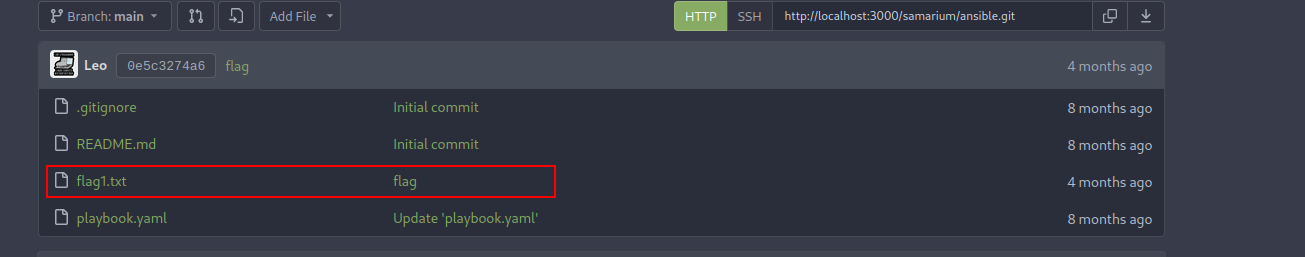 Branch: main Add File HTTP SSH http://localhost:3000/samarium/ansible.git
Leo 0e5c3274a6 flag 4 months ago
.gitignore Initial commit 8 months ago
README.md Initial commit 8 months ago
flag1.txt flag 4 months ago
playbook.yaml Update 'playbook.yaml' 8 months ago